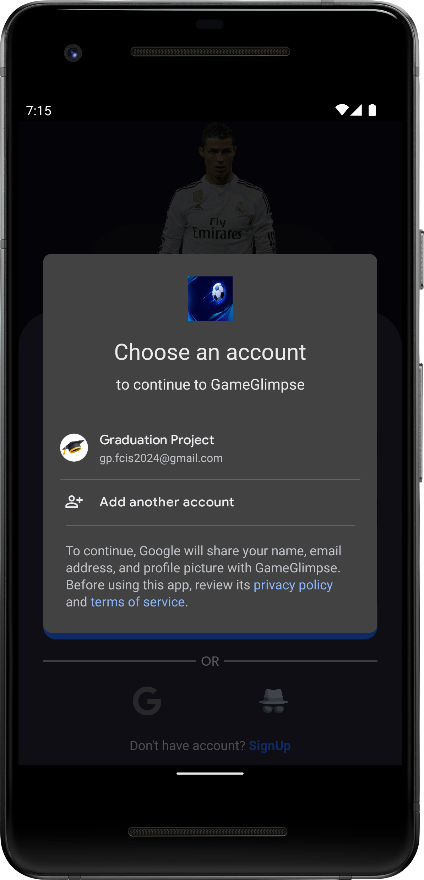 7:15
Fly
Emirates
Choose an account
to continue to GameGlimpse
Graduation Project
gp.fcis2024@gmail.com
Add another account
To continue, Google will share your name, email
address, and profile picture with GameGlimpse.
Before using this app, review its privacy policy
and terms of service.
OR
G
Don't have account? SignUp